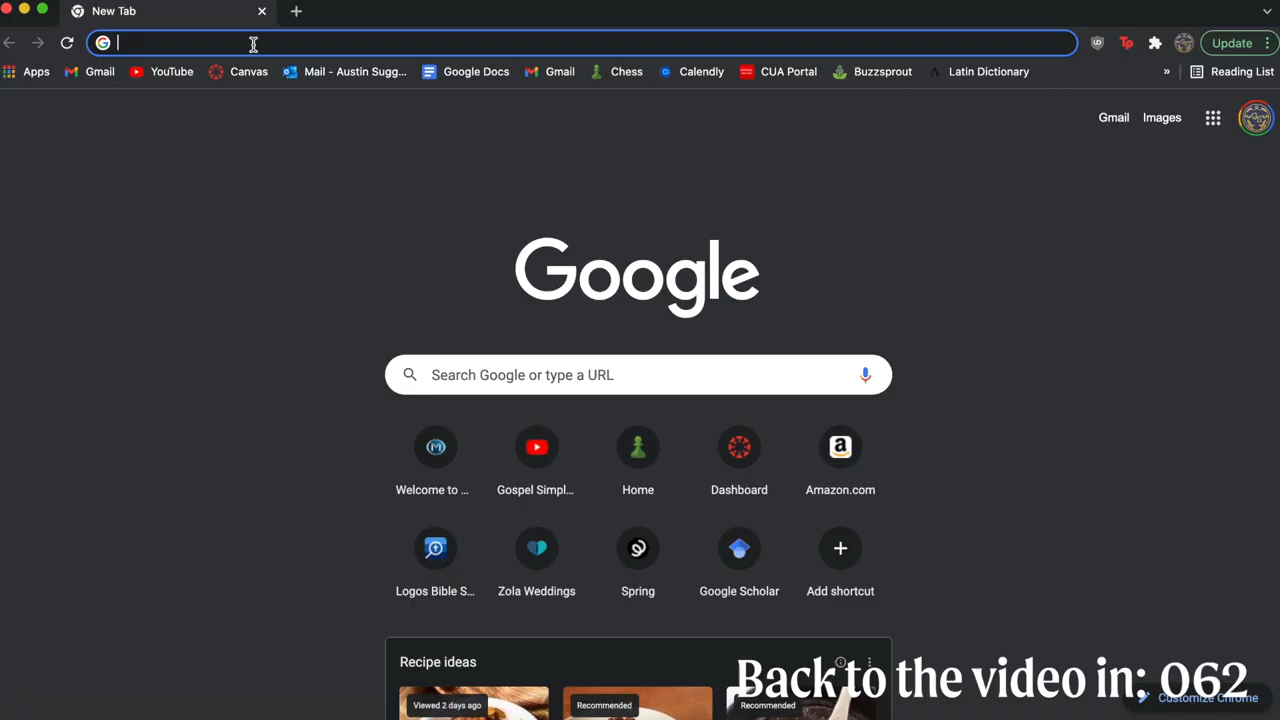 New Tab
Update
Apps Gmail YouTube Canvas Mail - Austin Sugg... Google Docs Gmail Chess Calendly CUA Portal Buzzsprout Latin Dictionary » Reading List
Gmail Images
Google
Search Google or type a URL
Welcome to ... Gospel Simpl... Home Dashboard Amazon.com
Logos Bible S... Zola Weddings Spring Google Scholar Add shortcut
Recipe ideas
Back to the video in: 062
Viewed 2 days ago Recommended Recommended
Customize Chrome